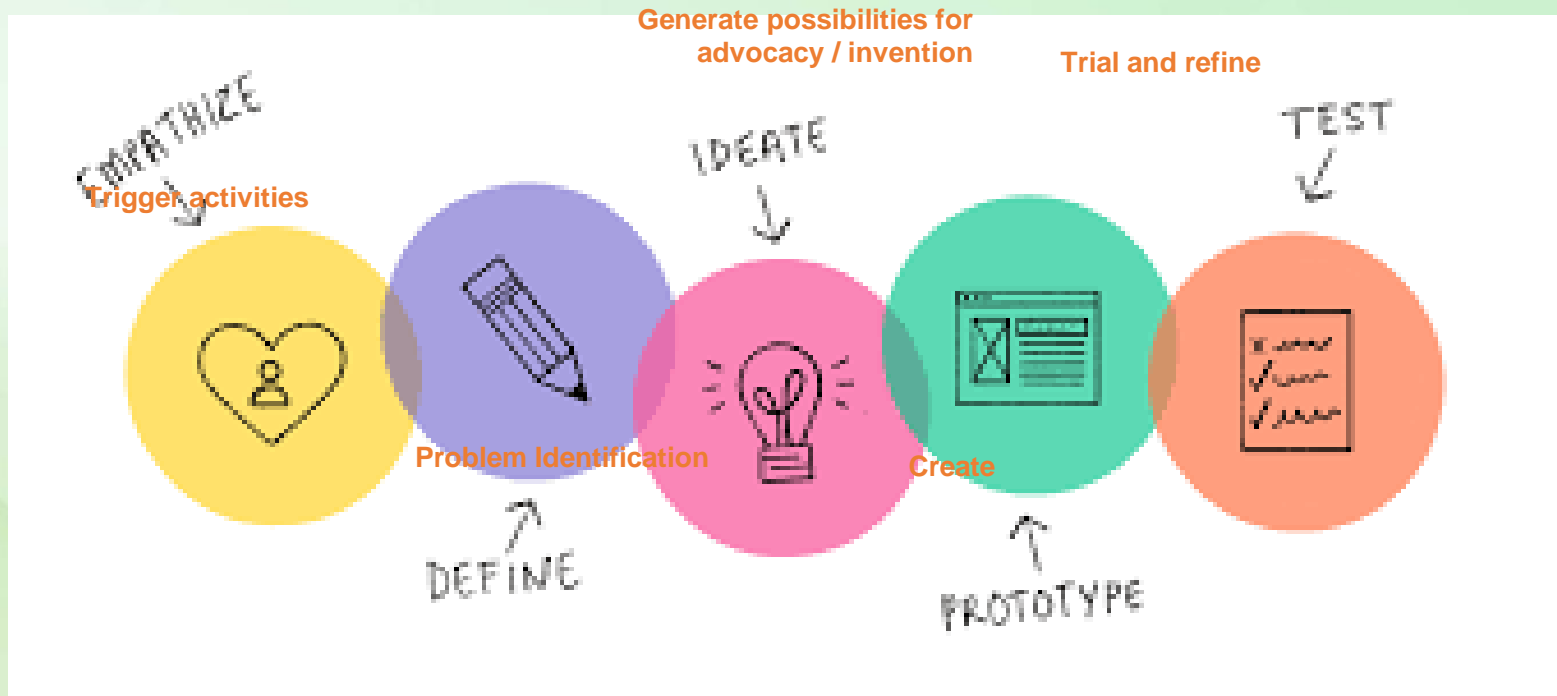 Generate possibilities for
advocacy / invention
Trial and refine
EMPATHIZE
Trigger activities
IDEATE
TEST
Problem Identification
Create
DEFINE
PROTOTYPE